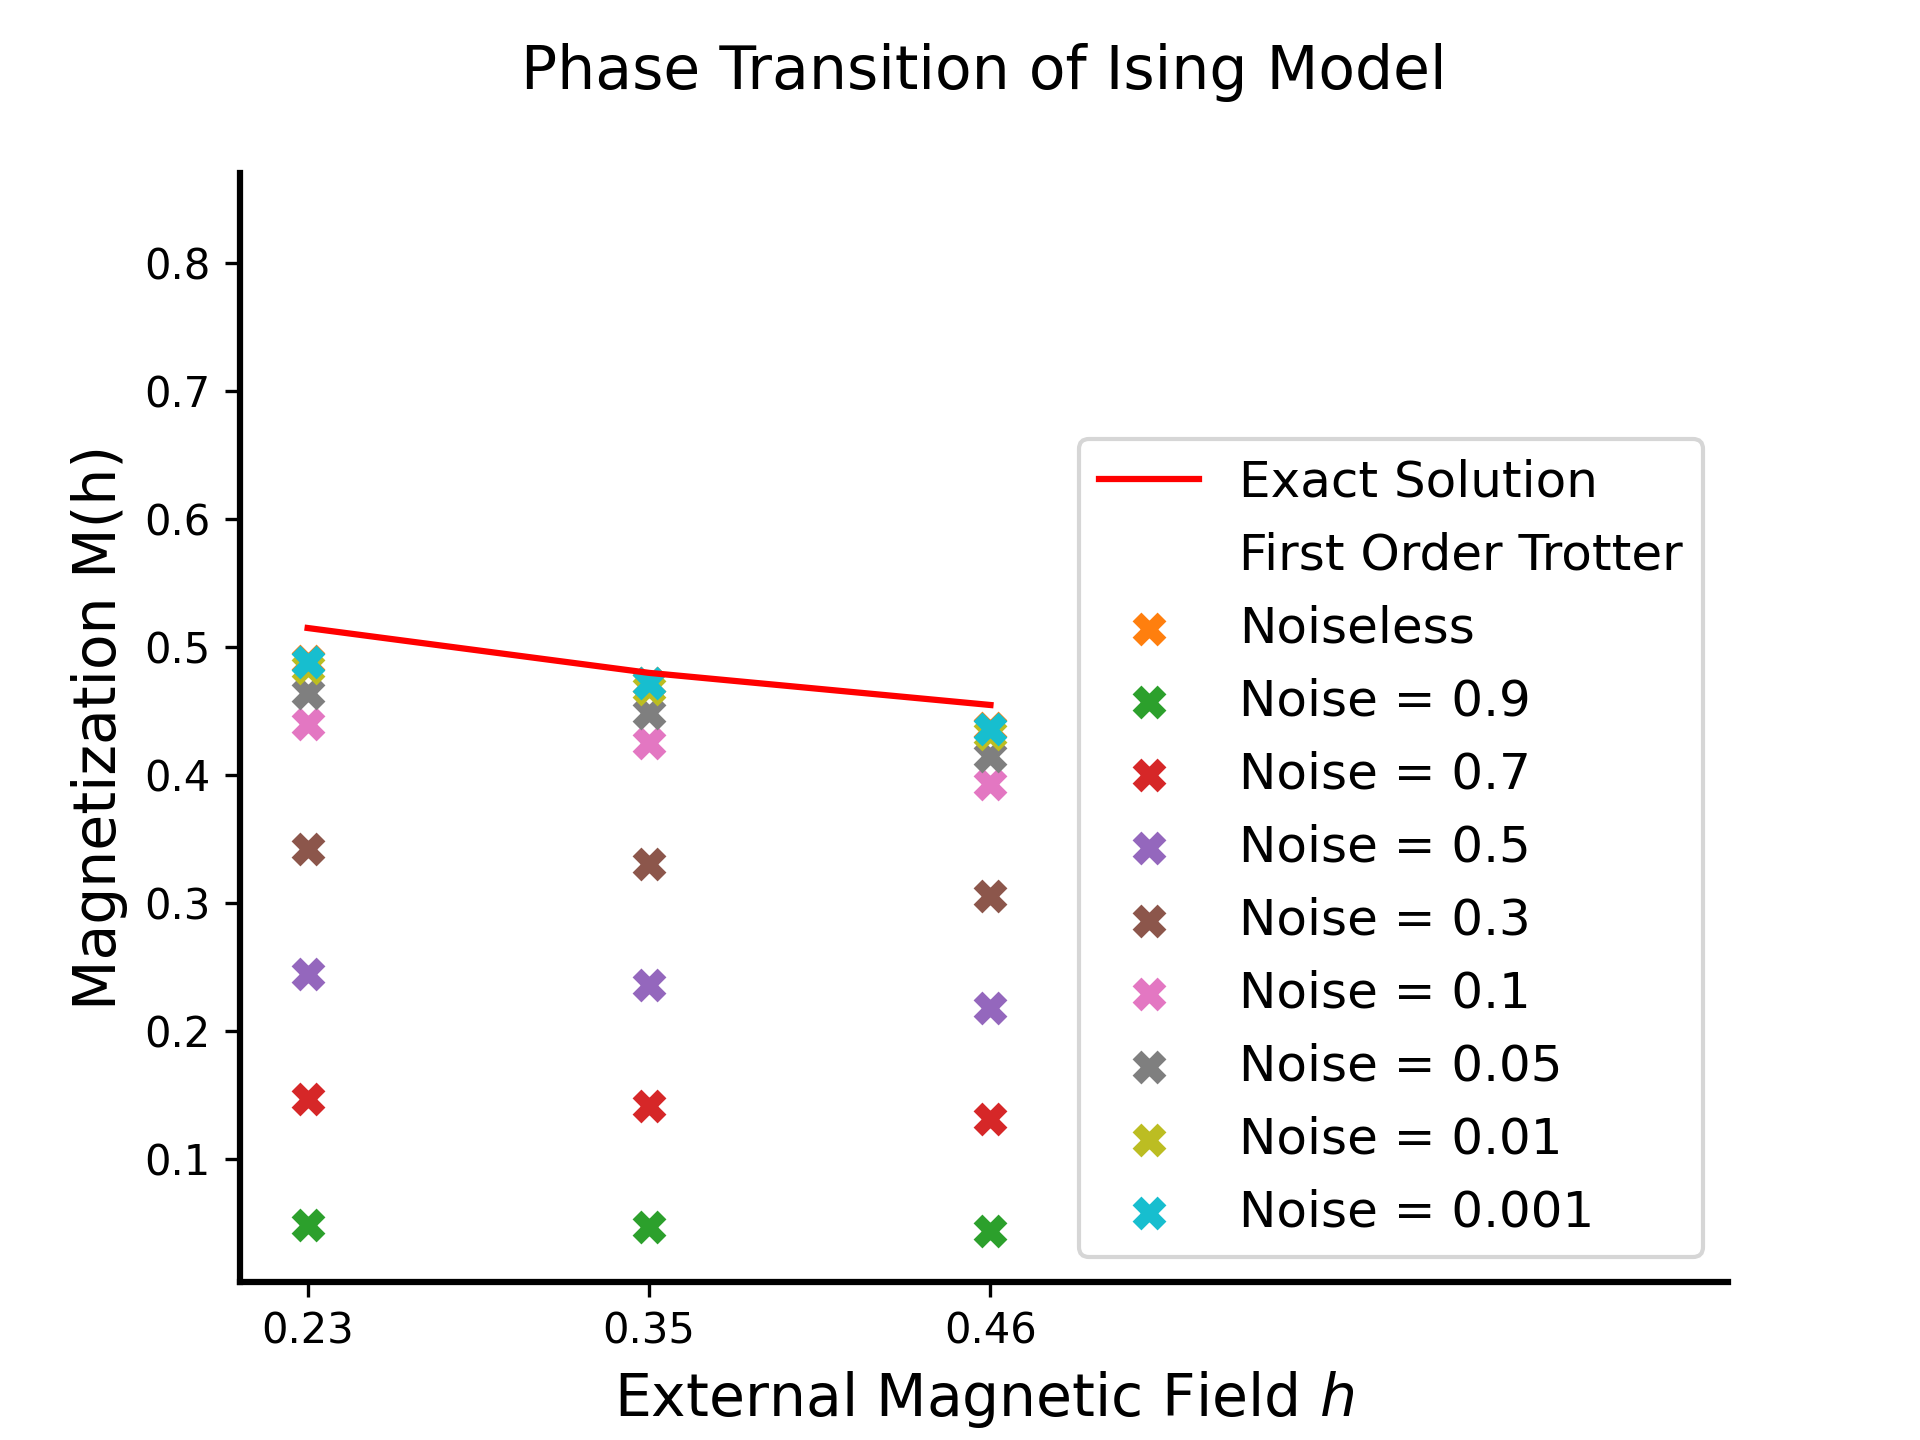 Phase Transition of Ising Model
Magnetization M(h)
0.8
0.7
0.6
0.5
0.4
0.3
0.2
0.1
Exact Solution
First Order Trotter
Noiseless
Noise = 0.9
Noise = 0.7
Noise = 0.5
Noise = 0.3
Noise = 0.1
Noise = 0.05
Noise = 0.01
Noise = 0.001
0.23
0.35
0.46
External Magnetic Field h